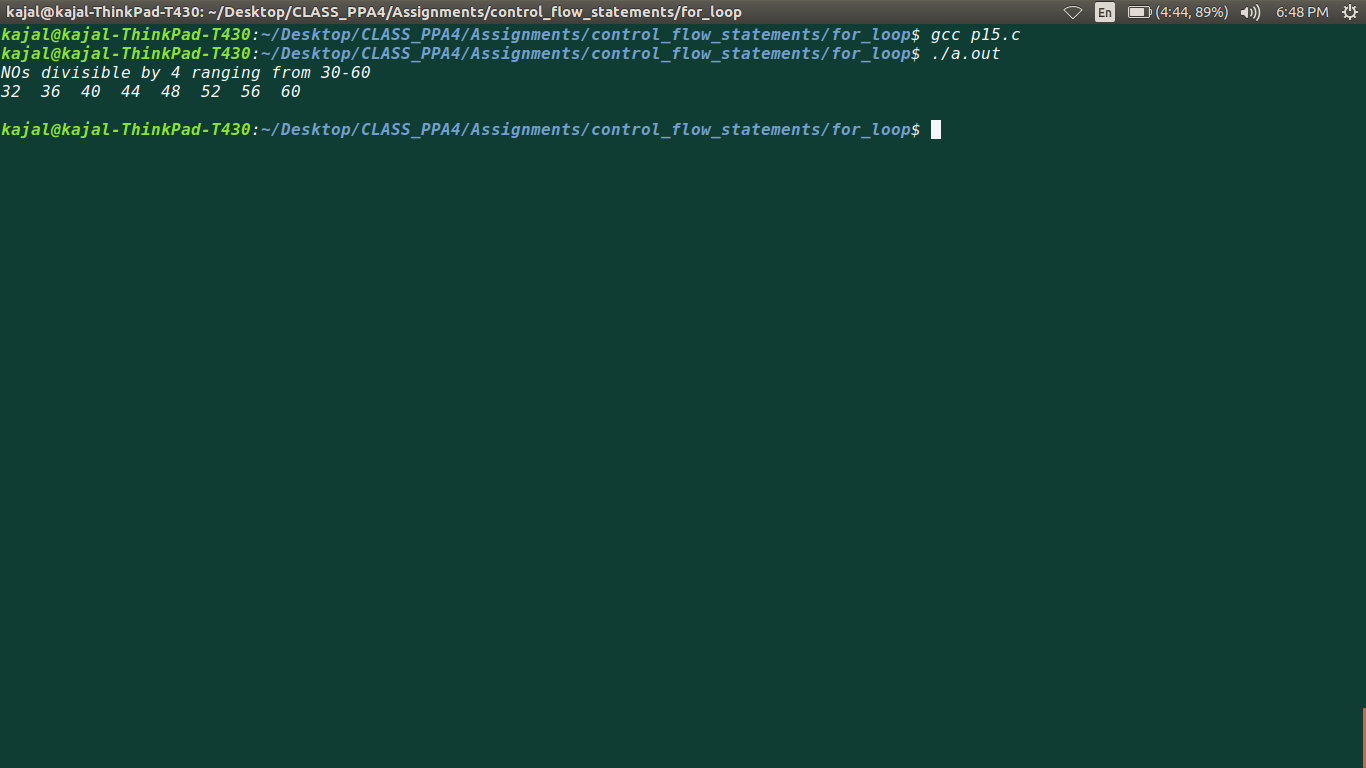 kajal@kajal-ThinkPad-T430: ~/Desktop/CLASS_PPA4/Assignments/control_flow_statements/for_loop En (4:44, 89%) 6:48 PM
kajal@kajal-ThinkPad-T430:~/Desktop/CLASS_PPA4/Assignments/control_flow_statements/for_loop$ gcc p15.c
kajal@kajal-ThinkPad-T430:~/Desktop/CLASS_PPA4/Assignments/control_flow_statements/for_loop$ ./a.out
NOs divisible by 4 ranging from 30-60
32  36  40  44  48  52  56  60
kajal@kajal-ThinkPad-T430:~/Desktop/CLASS_PPA4/Assignments/control_flow_statements/for_loop$